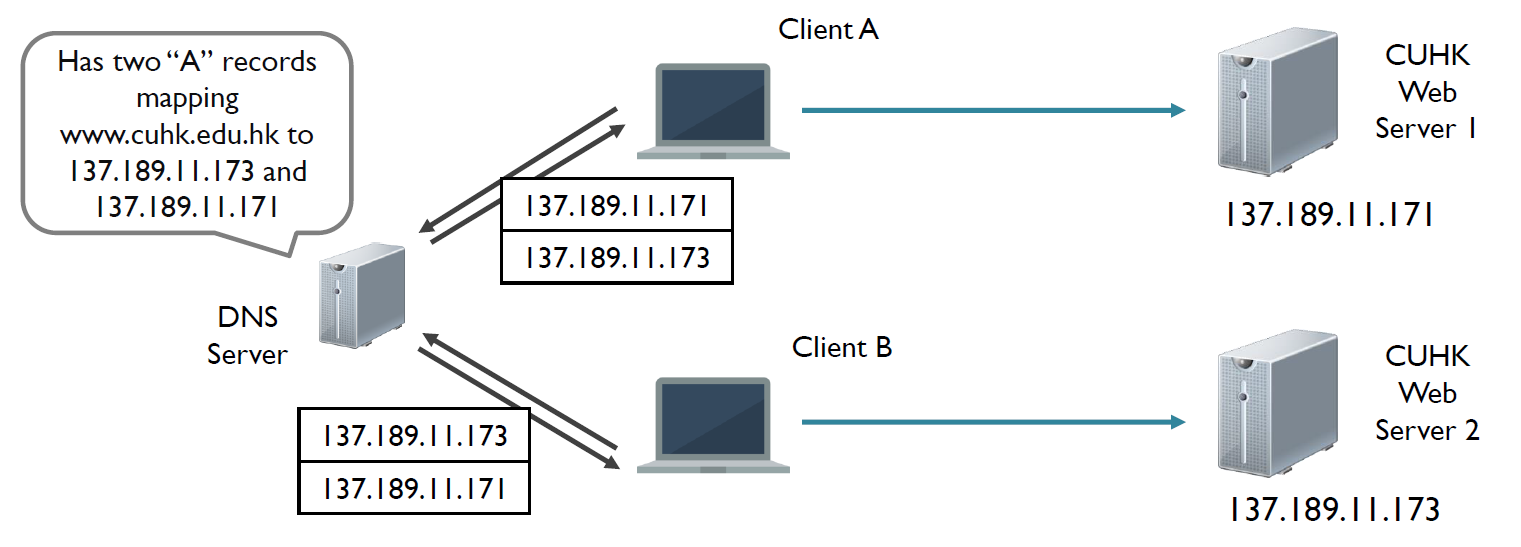 Has two “A” records
mapping
www.cuhk.edu.hk to
137.189.11.173 and
137.189.11.171
DNS
Server
Client A
137.189.11.171
137.189.11.173
CUHK
Web
Server 1
137.189.11.171
Client B
137.189.11.173
137.189.11.171
CUHK
Web
Server 2
137.189.11.173